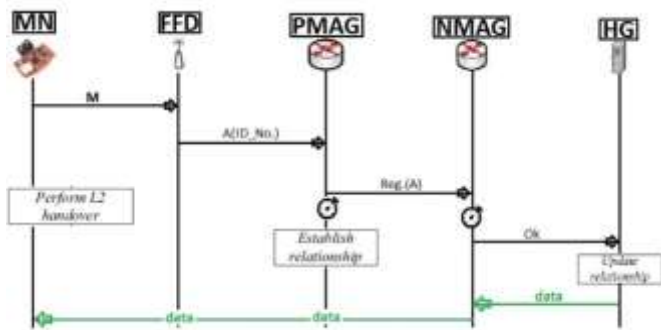 MN FFD PMAG NMAG HG
M
A(ID_No.)
Reg.(A)
Perform L2
handover
Establish
relationship
Ok
Update
relationship
data
data data